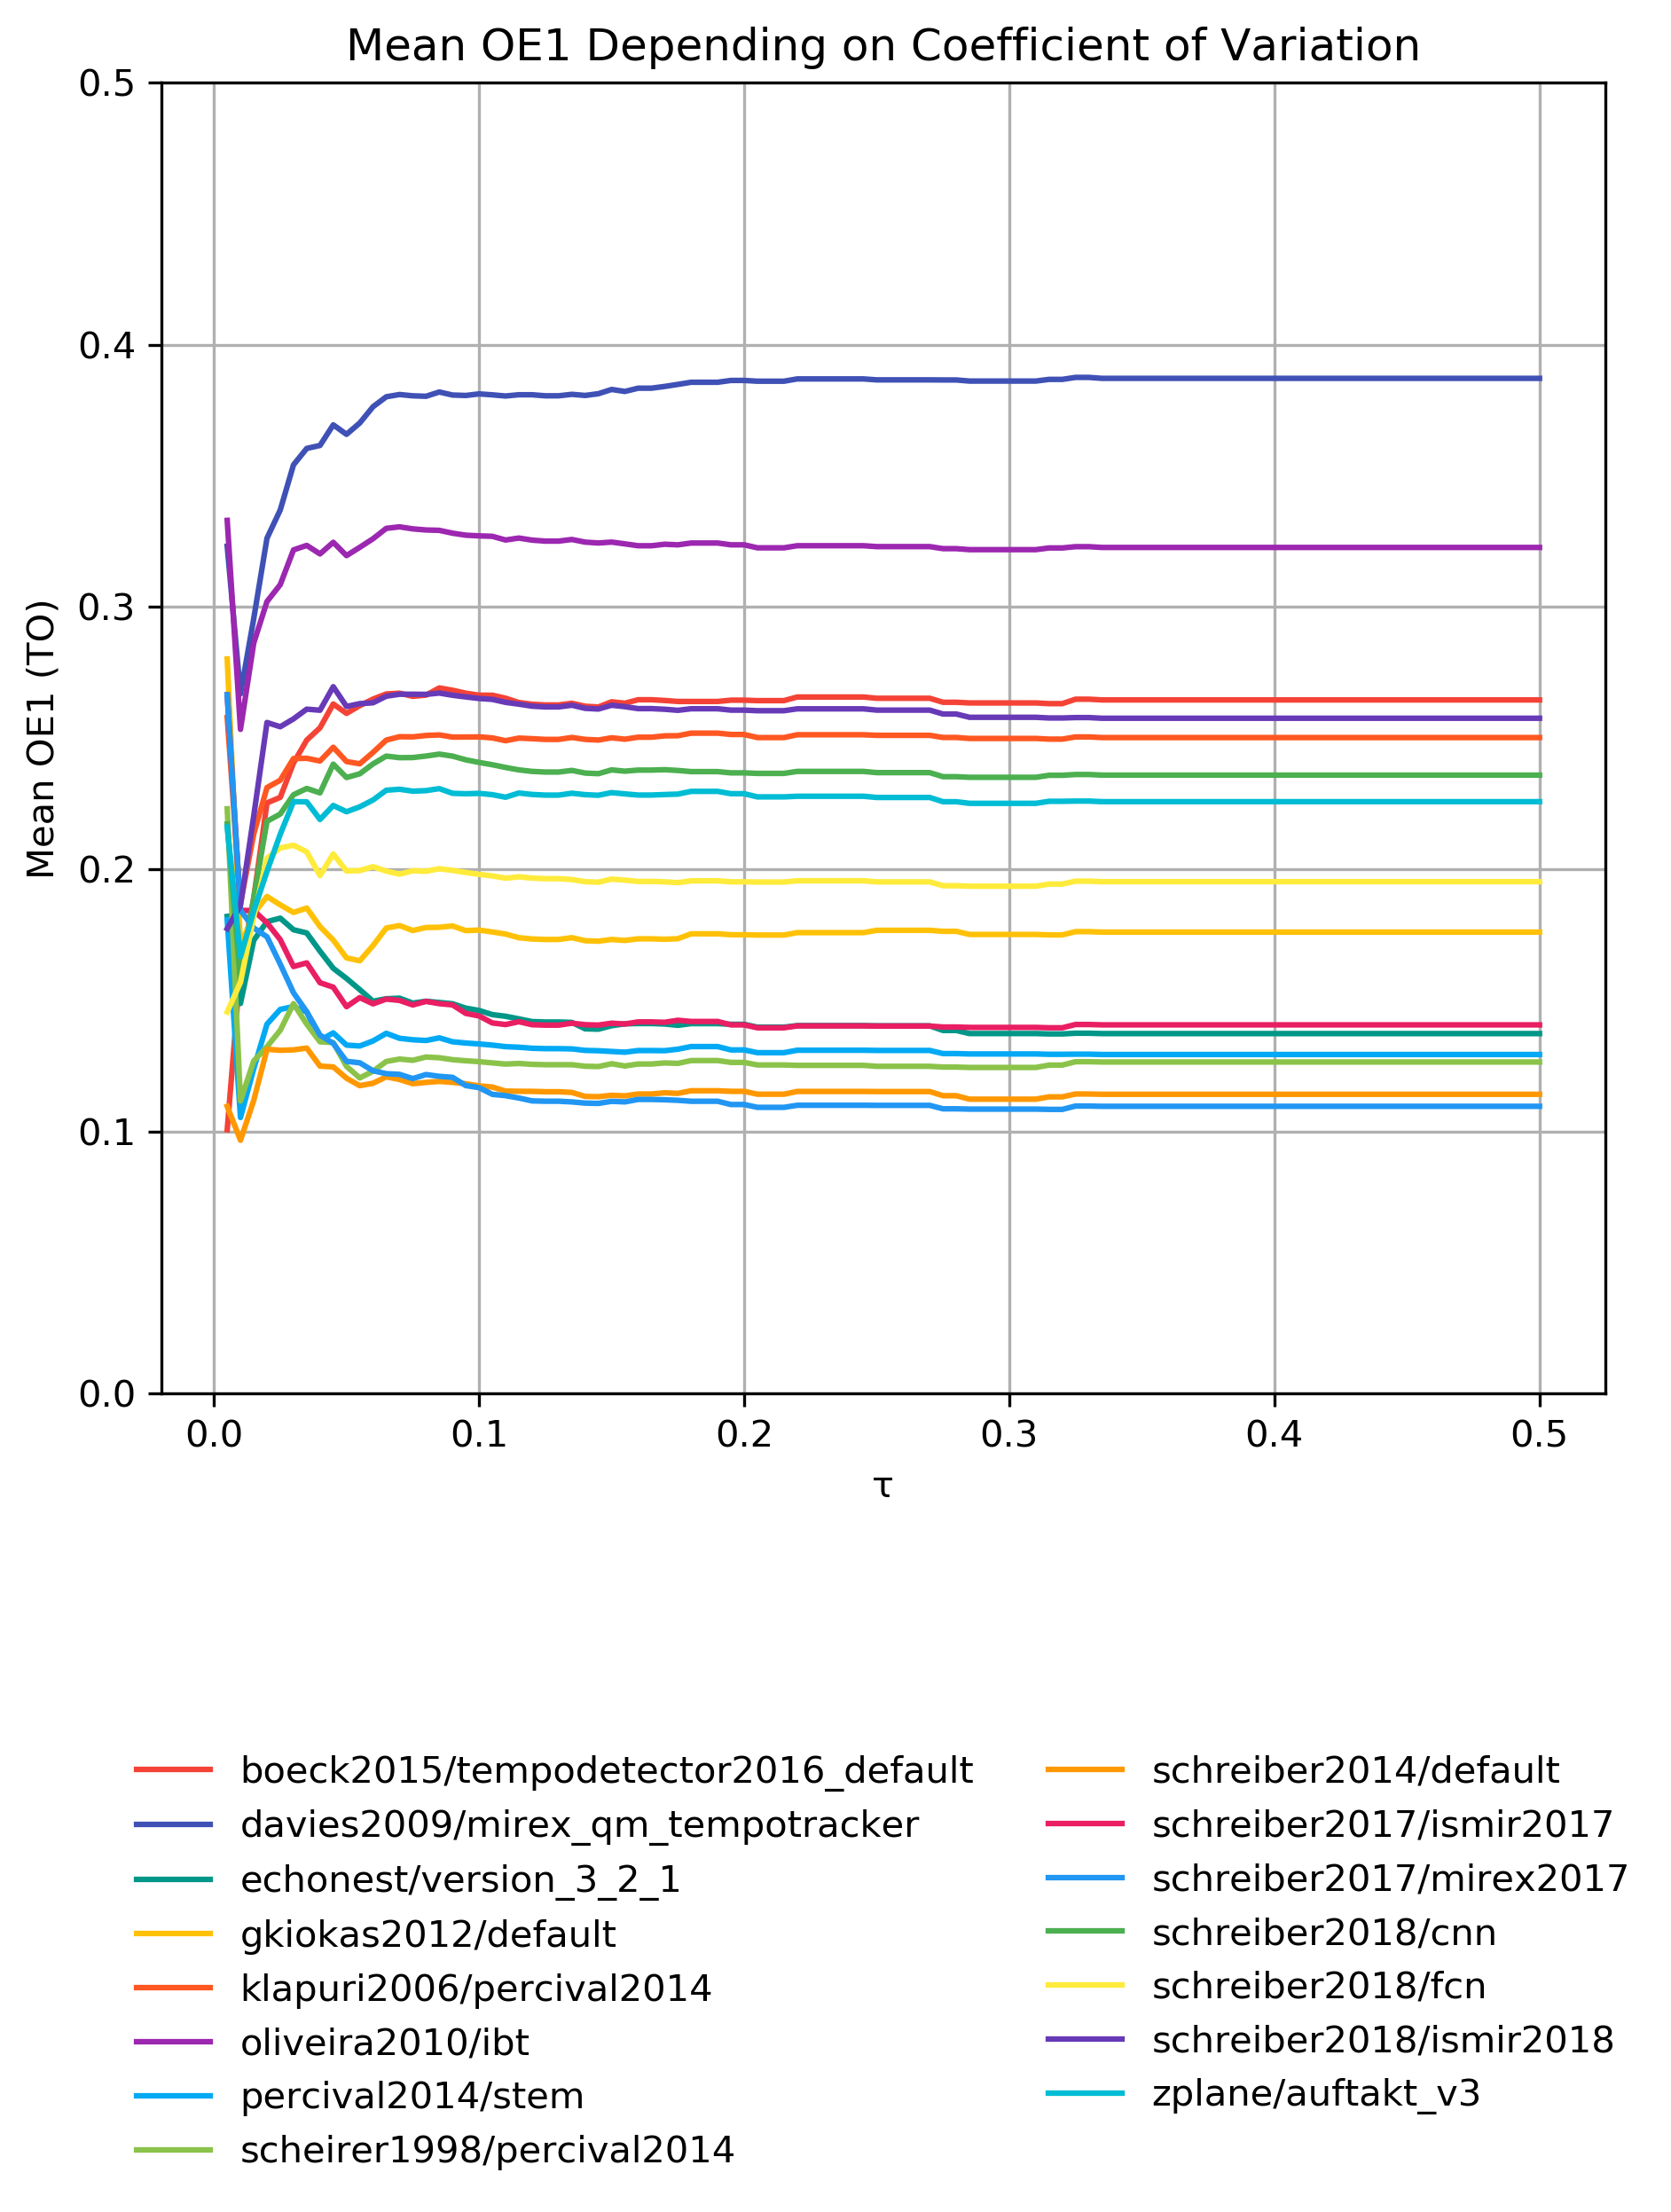 Mean OE1 Depending on Coefficient of Variation
0.5
0.4
0.3
0.2
0.1
0.0
Mean OE1 (TO)
0.0 0.1 0.2 0.3 0.4 0.5
τ
boeck2015/tempodetector2016_default
davies2009/mirex_qm_tempotracker
echonest/version_3_2_1
gkiokas2012/default
klapuri2006/percival2014
oliveira2010/ibt
percival2014/stem
scheirer1998/percival2014
schreiber2014/default
schreiber2017/ismir2017
schreiber2017/mirex2017
schreiber2018/cnn
schreiber2018/fcn
schreiber2018/ismir2018
zplane/auftakt_v3